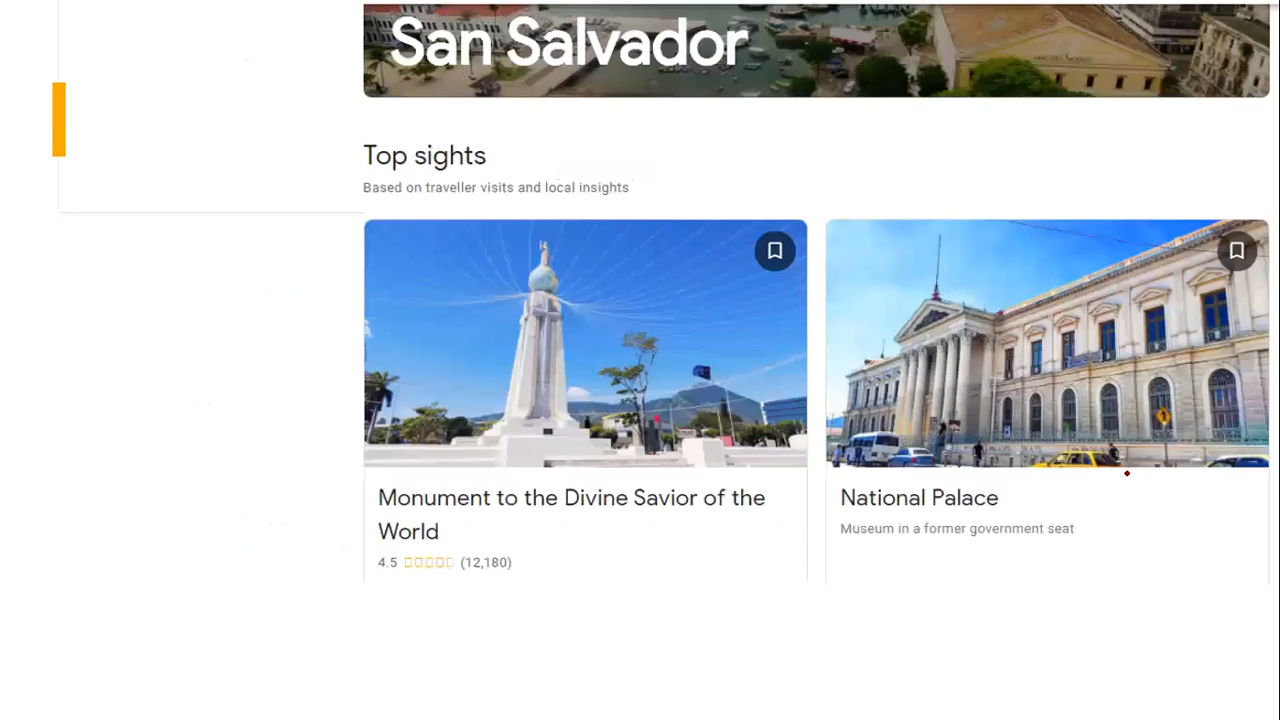 San Salvador
Top sights
Based on traveller visits and local insights
Monument to the Divine Savior of the
World
4.5 (12,180)
National Palace
Museum in a former government seat